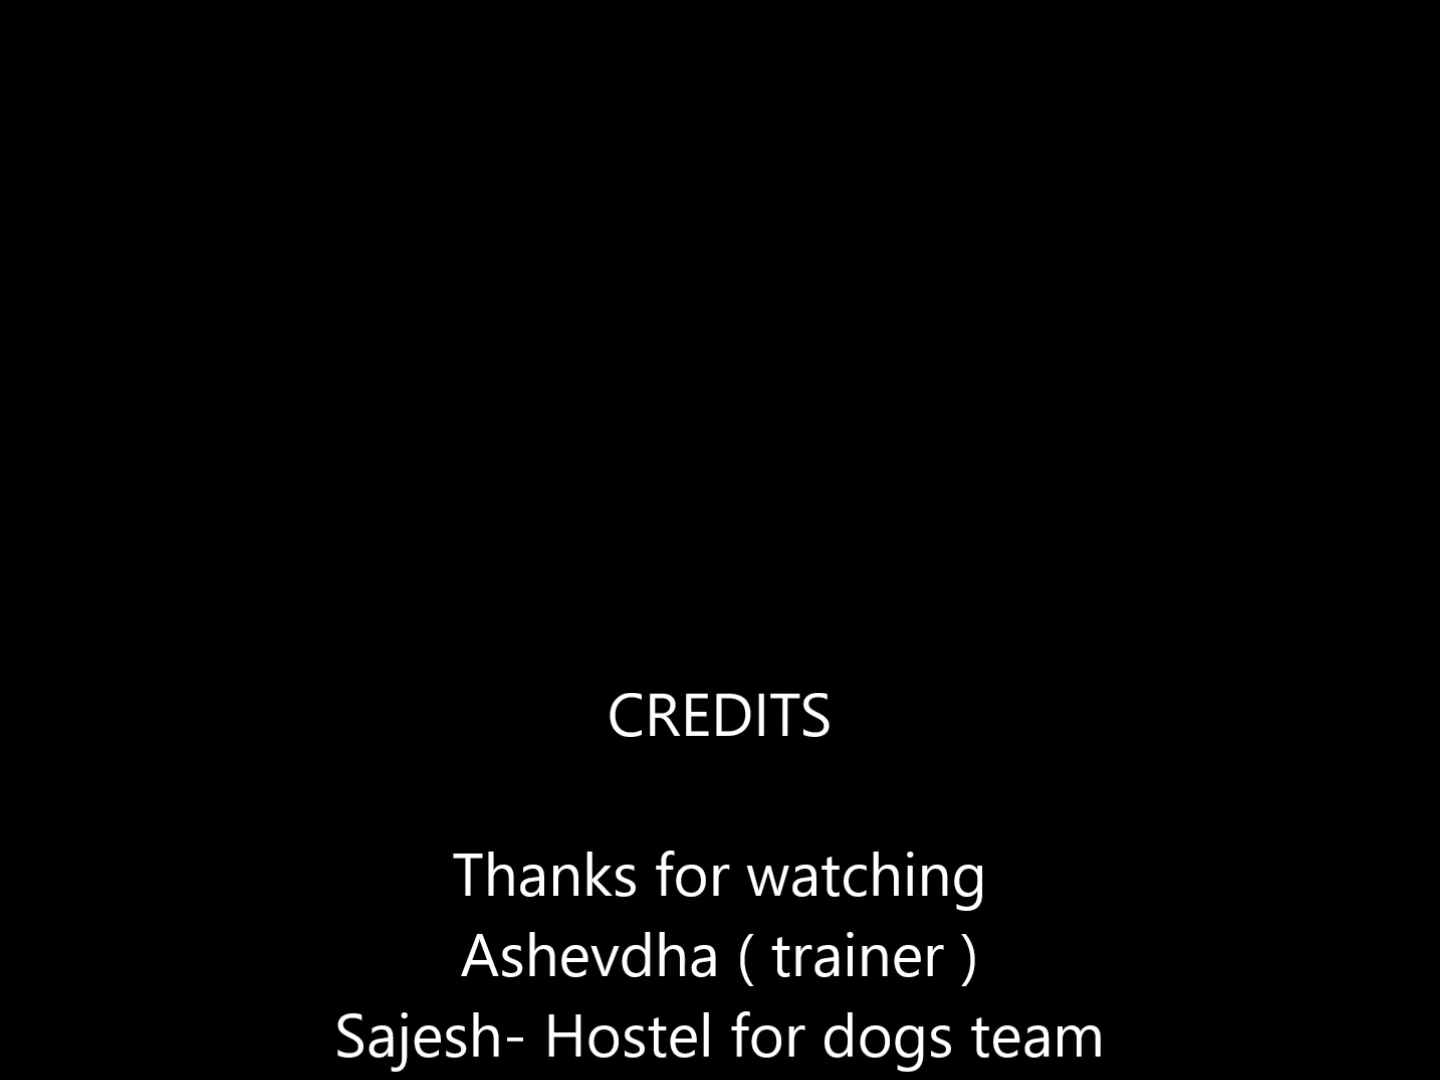 CREDITS
Thanks for watching
Ashevdha ( trainer )
Sajesh- Hostel for dogs team